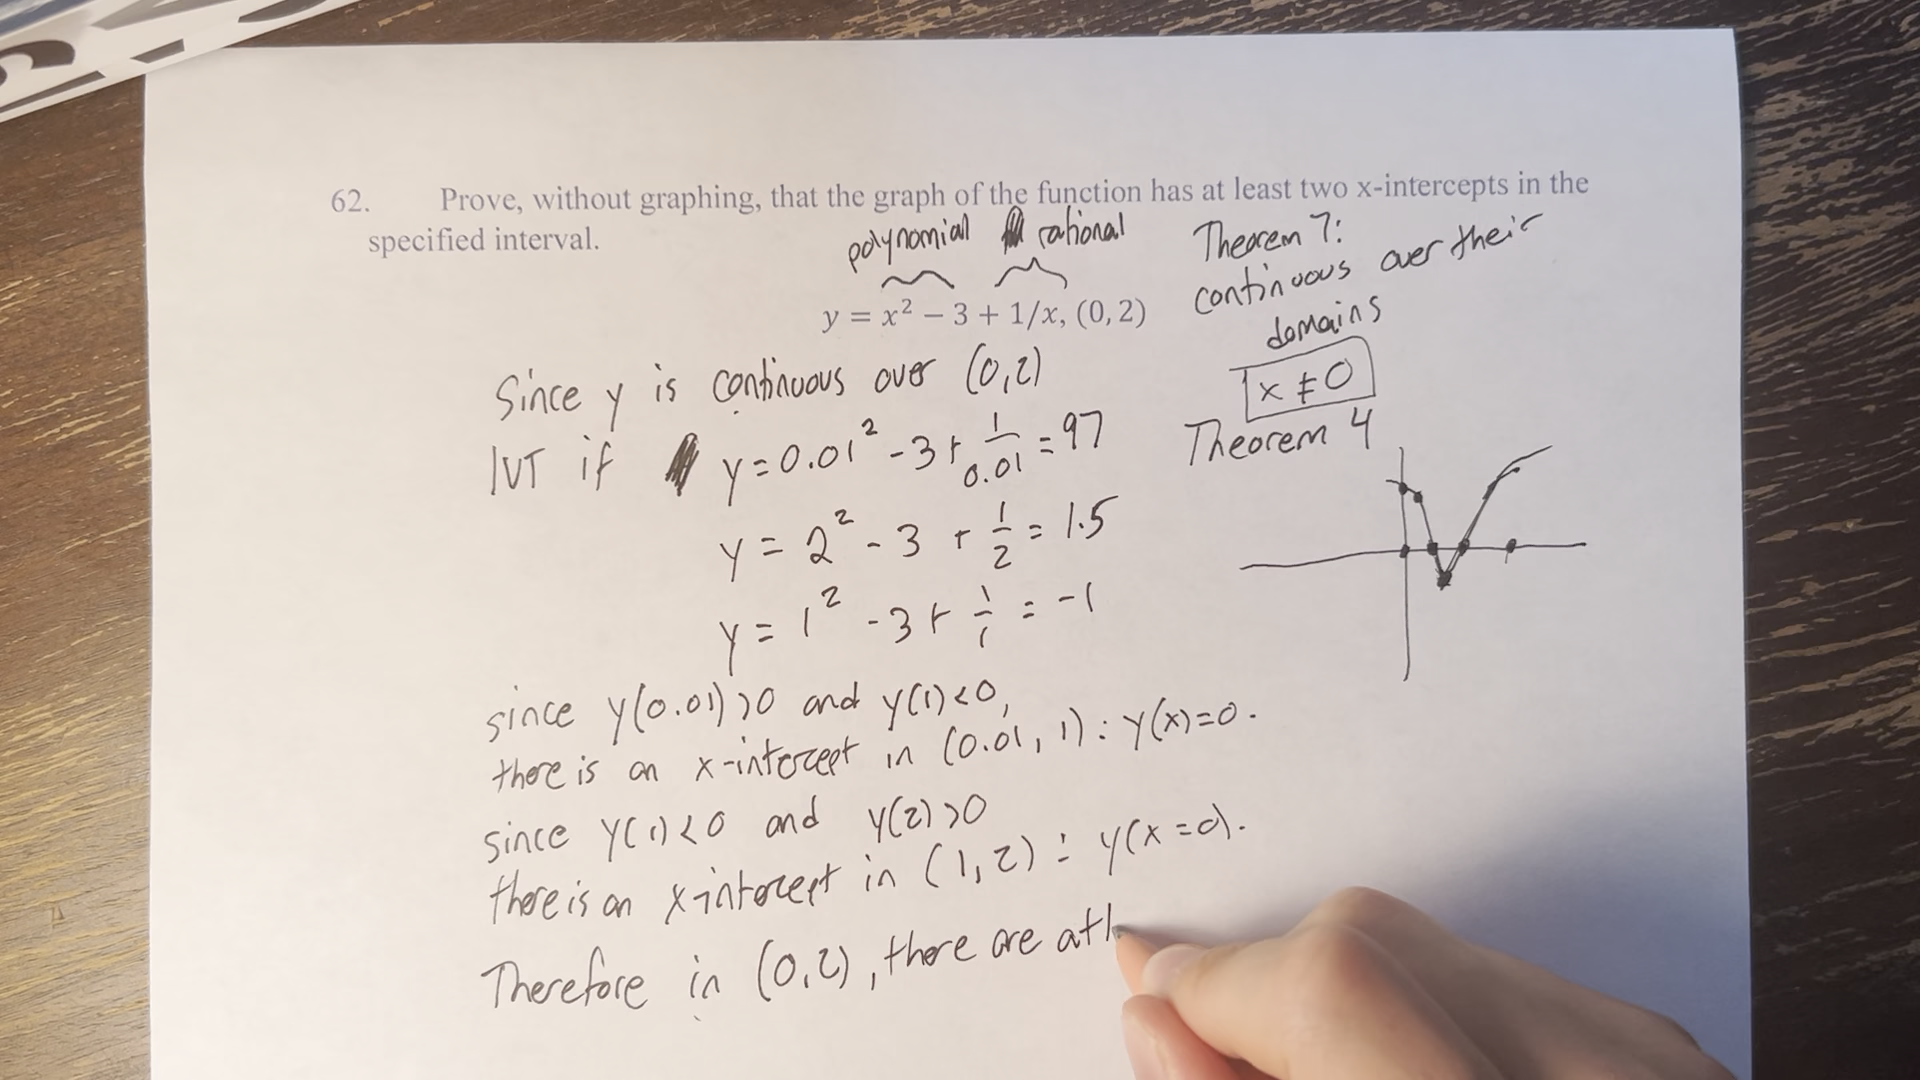 62. Prove, without graphing, that the graph of the function has at least two x-intercepts in the
specified interval.
polynomial rational
y = x² − 3 + 1/x, (0, 2)
Theorem 7:
continuous over their
domains
x ≠ 0
Theorem 4
Since y is continuous over (0,2)
IVT if y = 0.01² - 3 + 1/0.01 = 97
y = 2² - 3 + 1/2 = 1.5
y = 1² - 3 + 1/1 = -1
since y(0.01) >0 and y(1) <0,
there is an x-intercept in (0.01, 1) : y(x)=0.
since y(1) <0 and y(2) >0
there is an x-intercept in (1, 2) : y(x=0).
Therefore in (0,2), there are at l